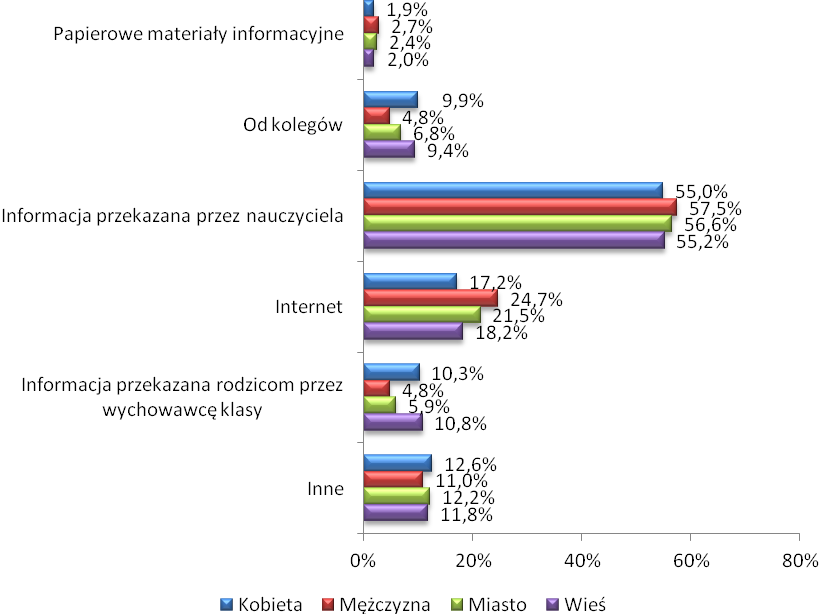 Papierowe materiały informacyjne
1,9%
2,7%
2,4%
2,0%
Od kolegów
9,9%
4,8%
6,8%
9,4%
Informacja przekazana przez nauczyciela
55,0%
57,5%
56,6%
55,2%
Internet
17,2%
24,7%
21,5%
18,2%
Informacja przekazana rodzicom przez
wychowawcę klasy
10,3%
4,8%
5,9%
10,8%
Inne
12,6%
11,0%
12,2%
11,8%
0% 20% 40% 60% 80%
Kobieta Mężczyzna Miasto Wieś